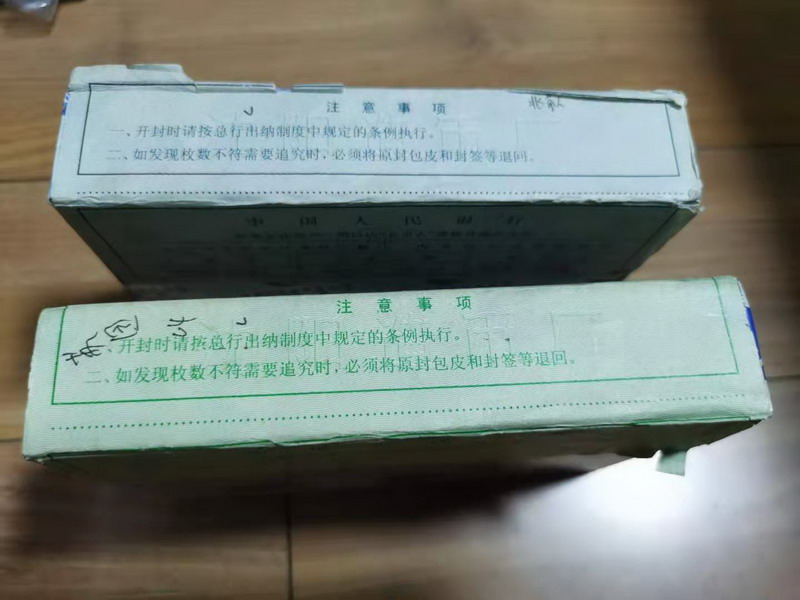 注意事项
一、开封时请按总行出纳制度中规定的条例执行。
二、如发现枚数不符需要追究时，必须将原封包皮和封签等退回。
中国人民银行
注意事项
一、开封时请按总行出纳制度中规定的条例执行。
二、如发现枚数不符需要追究时，必须将原封包皮和封签等退回。